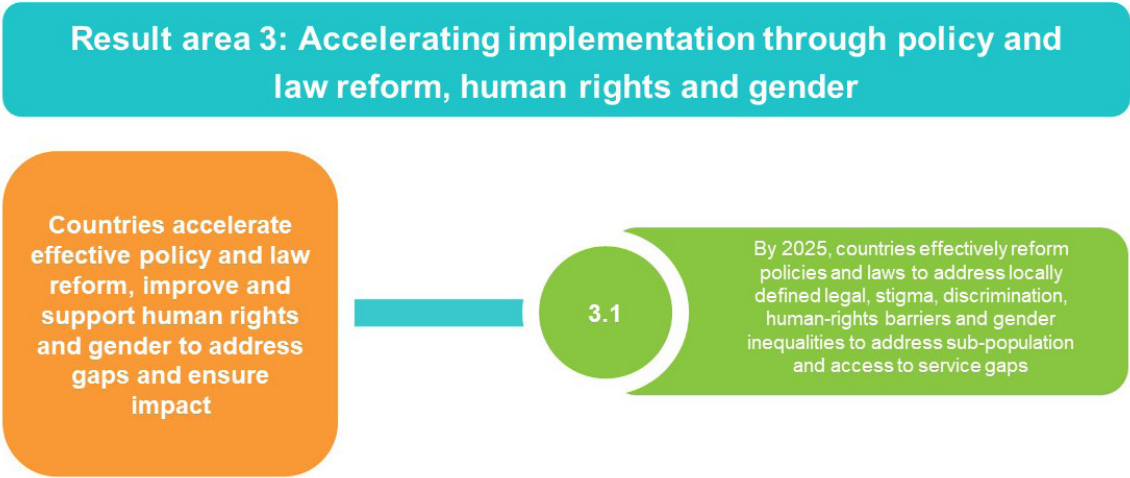 Result area 3: Accelerating implementation through policy and
law reform, human rights and gender
Countries accelerate
effective policy and law
reform, improve and
support human rights
and gender to address
gaps and ensure
impact
3.1
By 2025, countries effectively reform
policies and laws to address locally
defined legal, stigma, discrimination,
human-rights barriers and gender
inequalities to address sub-population
and access to service gaps